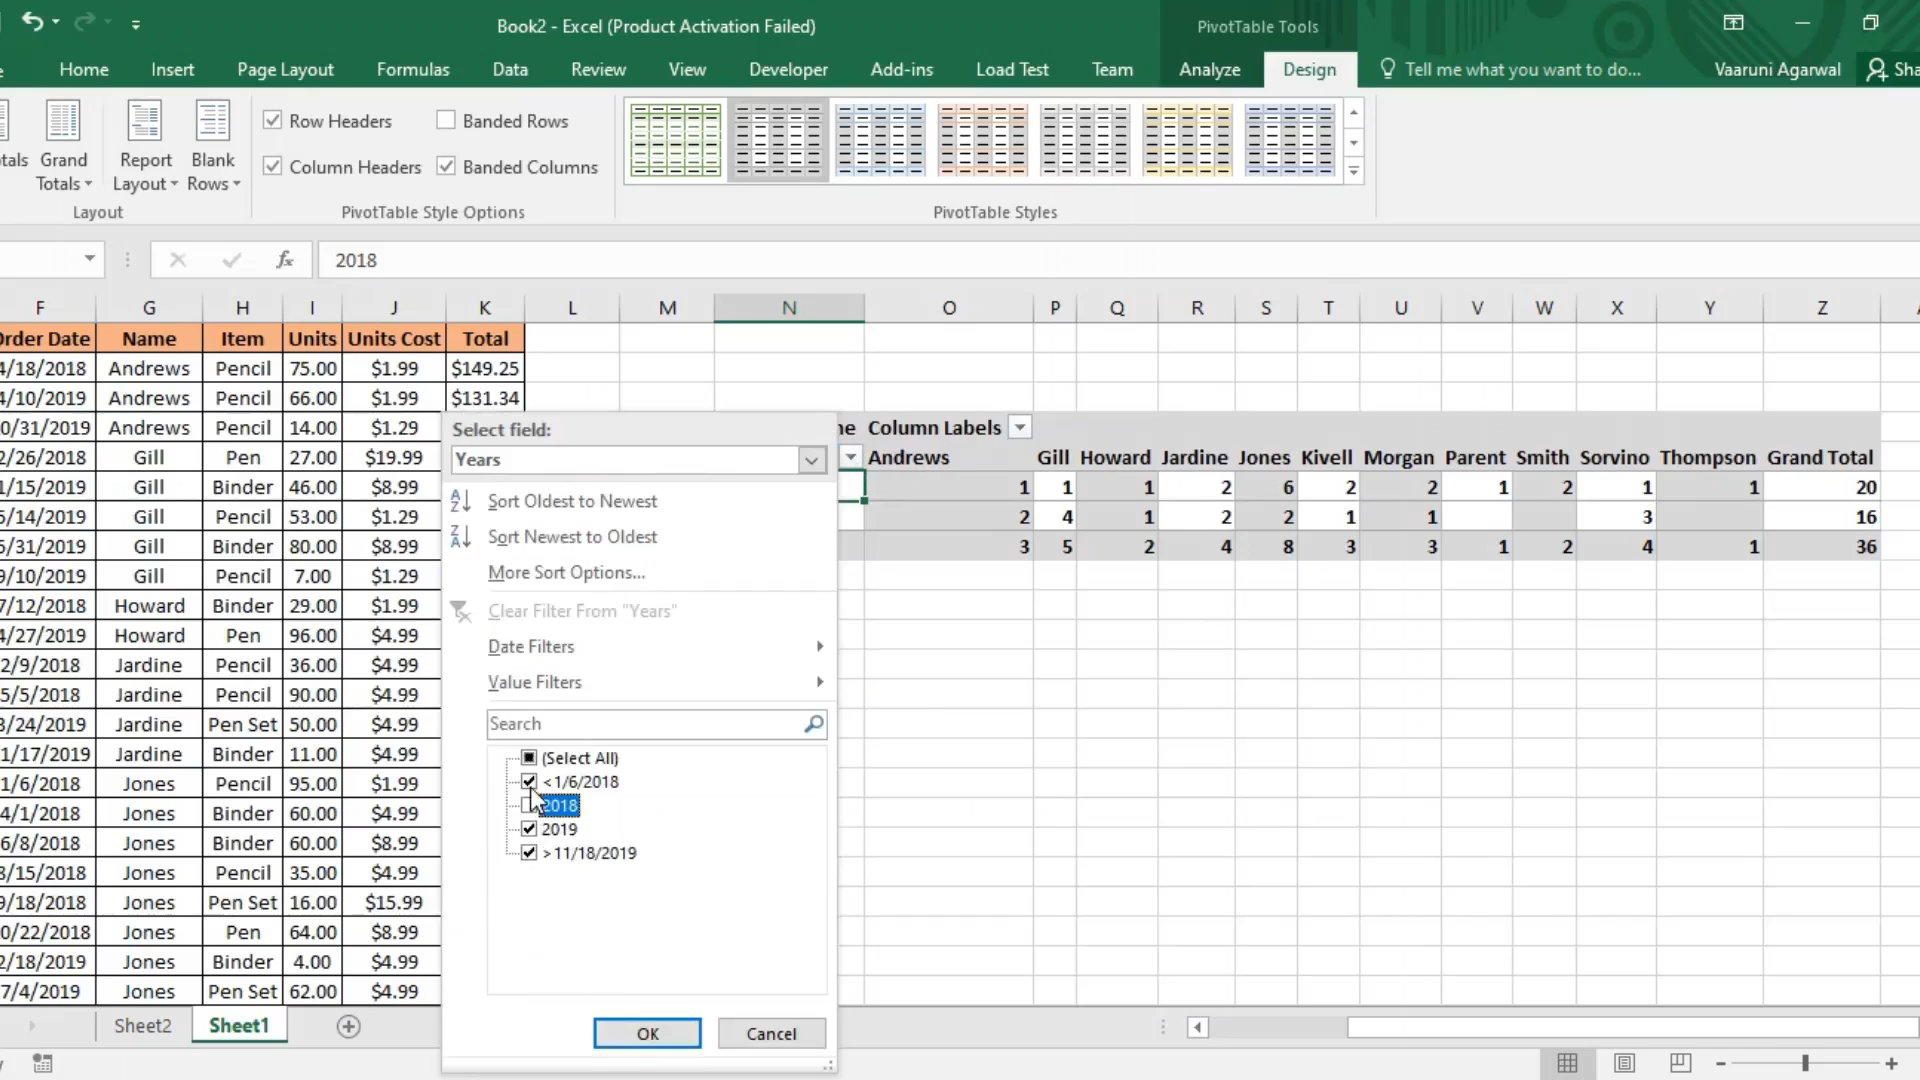 Book2 - Excel (Product Activation Failed)
PivotTable Tools
Home Insert Page Layout Formulas Data Review View Developer Add-ins Load Test Team Analyze Design Tell me what you want to do... Vaaruni Agarwal Sha
Grand Totals
Report Layout
Blank Rows
Row Headers
Banded Rows
Column Headers
Banded Columns
Layout
PivotTable Style Options
PivotTable Styles
fx 2018
F G H I J K L M N O P Q R S T U V W X Y Z
Order Date Name Item Units Units Cost Total
4/18/2018 Andrews Pencil 75.00 $1.99 $149.25
4/10/2019 Andrews Pencil 66.00 $1.99 $131.34
0/31/2019 Andrews Pencil 14.00 $1.29
2/26/2018 Gill Pen 27.00 $19.99
1/15/2019 Gill Binder 46.00 $8.99
5/14/2019 Gill Pencil 53.00 $1.29
5/31/2019 Gill Binder 80.00 $8.99
9/10/2019 Gill Pencil 7.00 $1.29
7/12/2018 Howard Binder 29.00 $1.99
4/27/2019 Howard Pen 96.00 $4.99
2/9/2018 Jardine Pencil 36.00 $4.99
5/5/2018 Jardine Pencil 90.00 $4.99
3/24/2019 Jardine Pen Set 50.00 $4.99
1/17/2019 Jardine Binder 11.00 $4.99
1/6/2018 Jones Pencil 95.00 $1.99
4/1/2018 Jones Binder 60.00 $4.99
6/8/2018 Jones Binder 60.00 $8.99
8/15/2018 Jones Pencil 35.00 $4.99
9/18/2018 Jones Pen Set 16.00 $15.99
0/22/2018 Jones Pen 64.00 $8.99
2/18/2019 Jones Binder 4.00 $4.99
7/4/2019 Jones Pen Set 62.00 $4.99
Select field:
Years
Sort Oldest to Newest
Sort Newest to Oldest
More Sort Options...
Clear Filter From "Years"
Date Filters
Value Filters
Search
(Select All)
<1/6/2018
2018
2019
>11/18/2019
OK Cancel
Column Labels
Andrews Gill Howard Jardine Jones Kivell Morgan Parent Smith Sorvino Thompson Grand Total
1 1 1 2 6 2 2 1 2 1 1 20
2 4 1 2 2 1 1 3 16
3 5 2 4 8 3 3 1 2 4 1 36
Sheet2 Sheet1